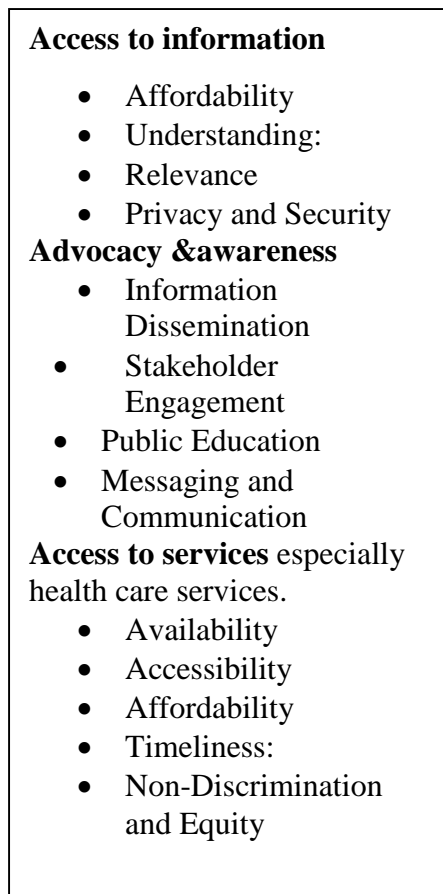 Access to information
• Affordability
• Understanding:
• Relevance
• Privacy and Security
Advocacy &awareness
• Information
Dissemination
• Stakeholder
Engagement
• Public Education
• Messaging and
Communication
Access to services especially
health care services.
• Availability
• Accessibility
• Affordability
• Timeliness:
• Non-Discrimination
and Equity